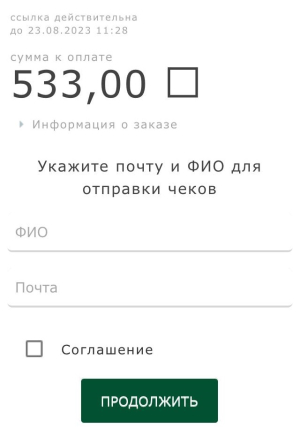 ссылка действительна
до 23.08.2023 11:28
сумма к оплате
533,00 □
Информация о заказе
Укажите почту и ФИО для
отправки чеков
ФИО
Почта
Соглашение
ПРОДОЛЖИТЬ